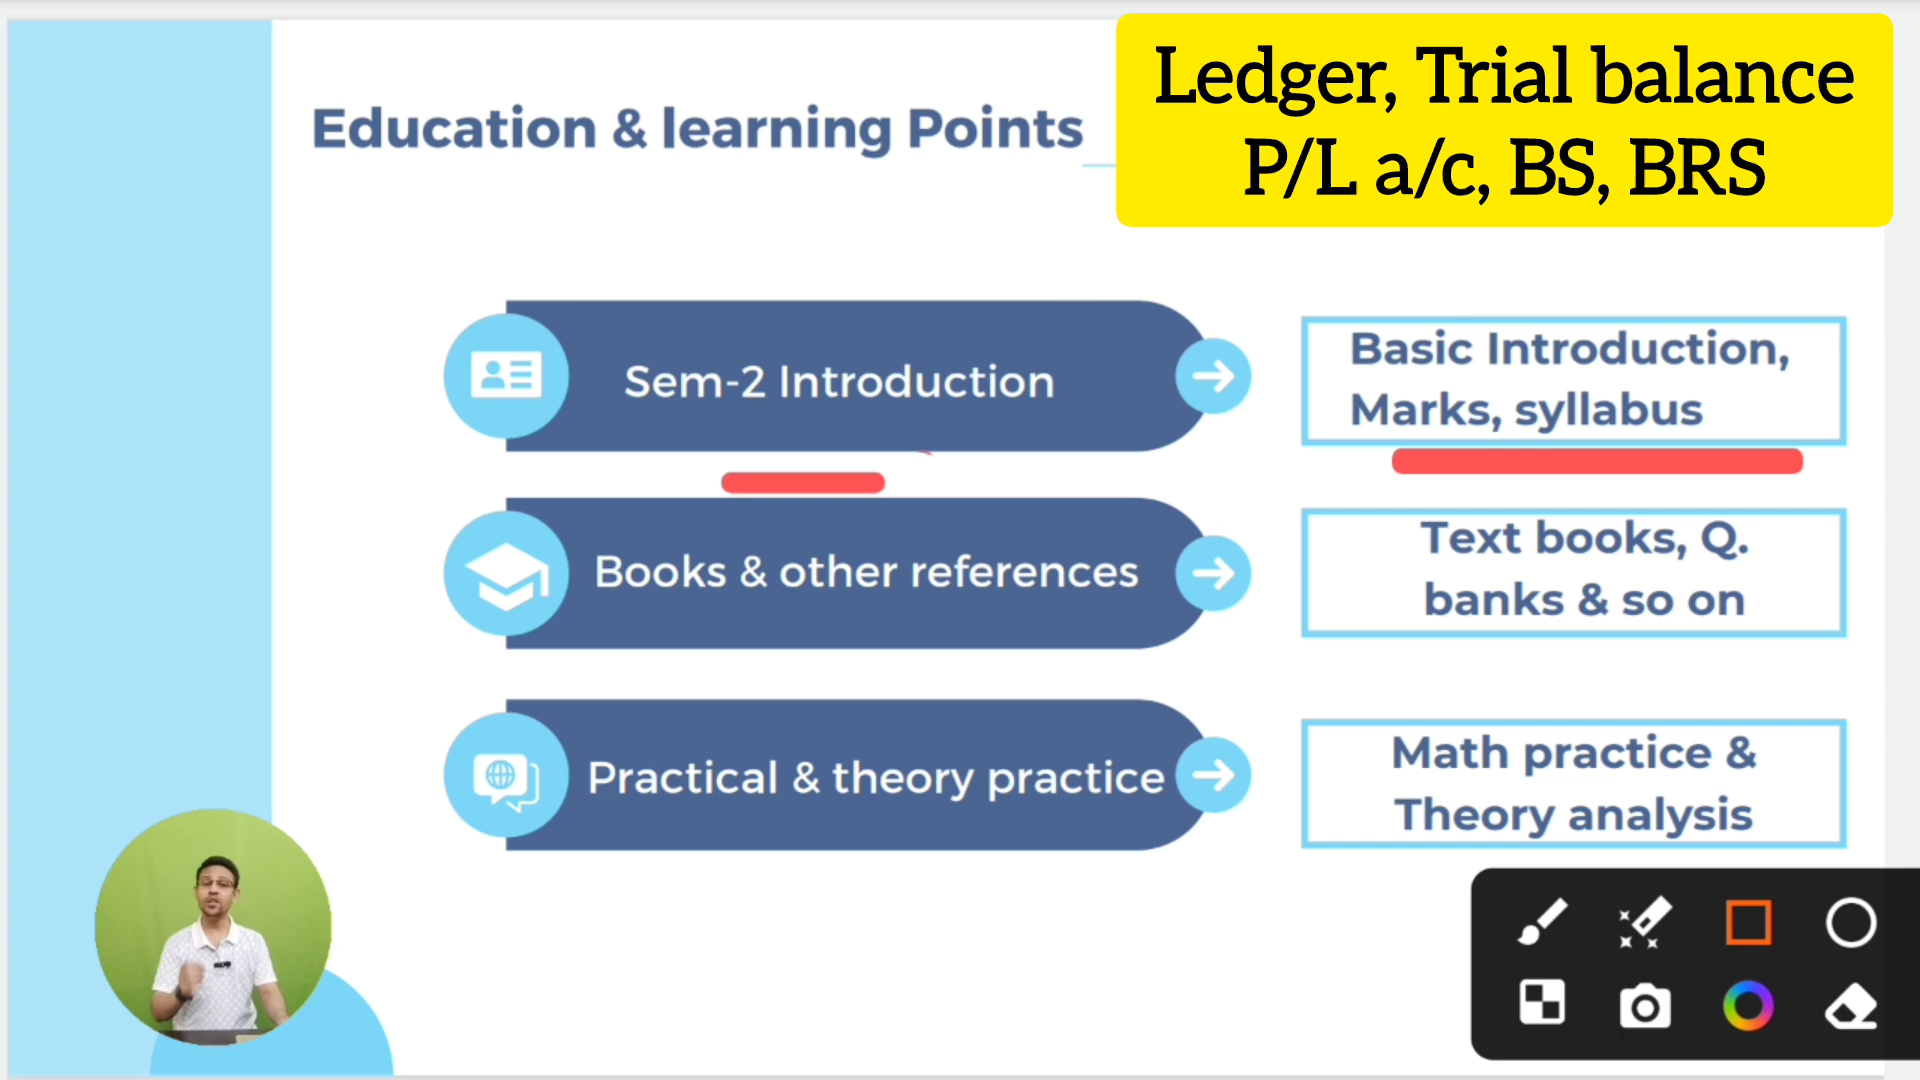 Education & learning Points
Ledger, Trial balance
P/L a/c, BS, BRS
Sem-2 Introduction
Basic Introduction,
Marks, syllabus
Books & other references
Text books, Q.
banks & so on
Practical & theory practice
Math practice &
Theory analysis